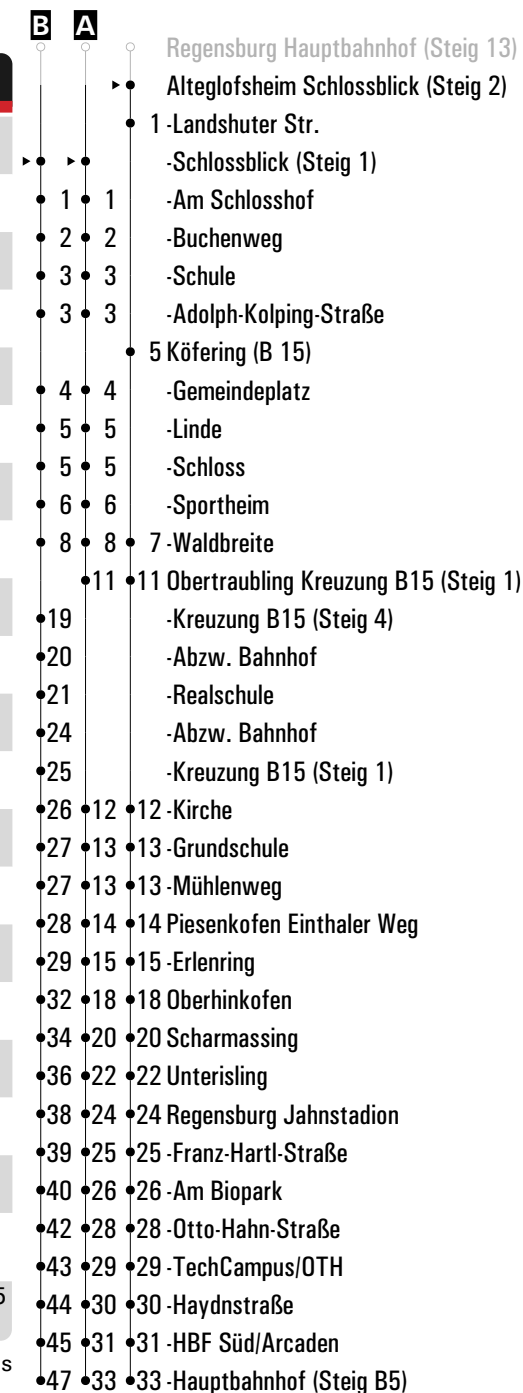 B A
Regensburg Hauptbahnhof (Steig 13)
Alteglofsheim Schlossblick (Steig 2)
1 -Landshuter Str.
-Schlossblick (Steig 1)
1 1 -Am Schlosshof
2 2 -Buchenweg
3 3 -Schule
3 3 -Adolph-Kolping-Straße
5 Köfering (B 15)
4 4 -Gemeindeplatz
5 5 -Linde
5 5 -Schloss
6 6 -Sportheim
8 8 7 -Waldbreite
11 11 Obertraubling Kreuzung B15 (Steig 1)
19 -Kreuzung B15 (Steig 4)
20 -Abzw. Bahnhof
21 -Realschule
24 -Abzw. Bahnhof
25 -Kreuzung B15 (Steig 1)
26 12 12 -Kirche
27 13 13 -Grundschule
27 13 13 -Mühlenweg
28 14 14 Piesenkofen Einthaler Weg
29 15 15 -Erlenring
32 18 18 Oberhinkofen
34 20 20 Scharmassing
36 22 22 Unterisling
38 24 24 Regensburg Jahnstadion
39 25 25 -Franz-Hartl-Straße
40 26 26 -Am Biopark
42 28 28 -Otto-Hahn-Straße
43 29 29 -TechCampus/OTH
5 44 30 30 -Haydnstraße
45 31 31 -HBF Süd/Arcaden
s 47 33 33 -Hauptbahnhof (Steig B5)